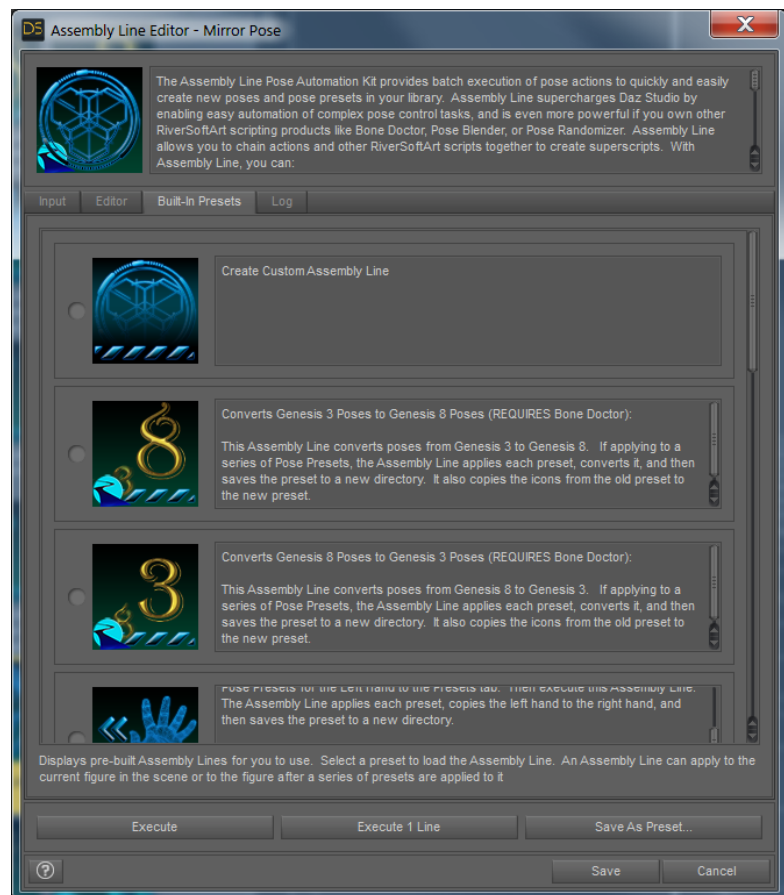 DS Assembly Line Editor - Mirror Pose
X
The Assembly Line Pose Automation Kit provides batch execution of pose actions to quickly and easily
create new poses and pose presets in your library.  Assembly Line supercharges Daz Studio by
enabling easy automation of complex pose control tasks, and is even more powerful if you own other
RiverSoftArt scripting products like Bone Doctor, Pose Blender, or Pose Randomizer.  Assembly Line
allows you to chain actions and other RiverSoftArt scripts together to create superscripts.  With
Assembly Line, you can:
Input Editor Built-In Presets Log
Create Custom Assembly Line
8
3
Converts Genesis 3 Poses to Genesis 8 Poses (REQUIRES Bone Doctor):
This Assembly Line converts poses from Genesis 3 to Genesis 8.  If applying to a
series of Pose Presets, the Assembly Line applies each preset, converts it, and then
saves the preset to a new directory.  It also copies the icons from the old preset to
the new preset.
3
8
Converts Genesis 8 Poses to Genesis 3 Poses (REQUIRES Bone Doctor):
This Assembly Line converts poses from Genesis 8 to Genesis 3.  If applying to a
series of Pose Presets, the Assembly Line applies each preset, converts it, and then
saves the preset to a new directory.  It also copies the icons from the old preset to
the new preset.
Pose Presets for the Left Hand to the Presets tab.  Then execute this Assembly Line.
The Assembly Line applies each preset, copies the left hand to the right hand, and
then saves the preset to a new directory.
Displays pre-built Assembly Lines for you to use.  Select a preset to load the Assembly Line.  An Assembly Line can apply to the
current figure in the scene or to the figure after a series of presets are applied to it
Execute Execute 1 Line Save As Preset...
? Save Cancel